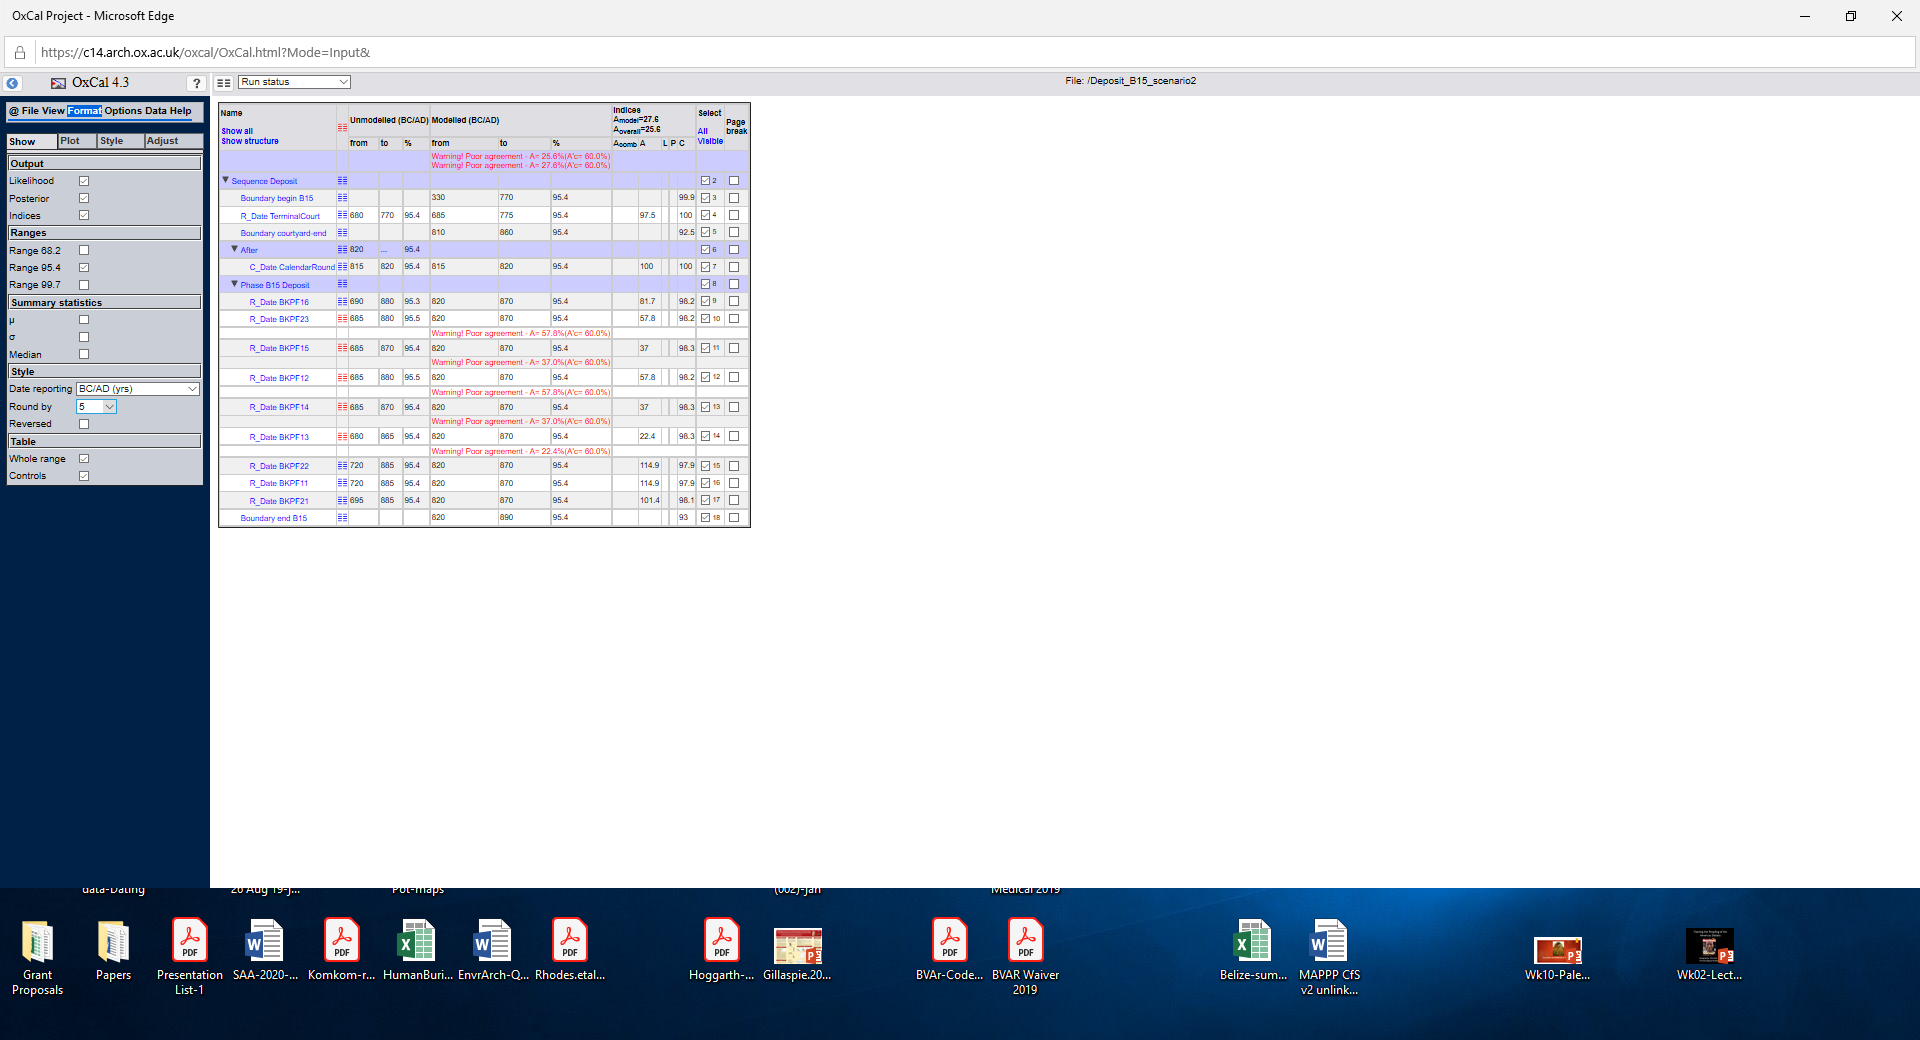 OxCal Project - Microsoft Edge
https://c14.arch.ox.ac.uk/oxcal/OxCal.html?Mode=Input&
OxCal 4.3 ? Run status File: /Deposit_B15_scenario2
@ File View Format Options Data Help
Show Plot Style Adjust
Output
Likelihood
Posterior
Indices
Ranges
Range 68.2
Range 95.4
Range 99.7
Summary statistics
μ
σ
Median
Style
Date reporting BC/AD (yrs)
Round by 5
Reversed
Table
Whole range
Controls
Name Unmodelled (BC/AD) Modelled (BC/AD) Indices Select Page break
Amodel=27.6
Aoverall=25.6
Show all All
Show structure from to % from to % Acomb A L P C Visible
Warning! Poor agreement - A= 25.6%(A'c= 60.0%)
Warning! Poor agreement - A= 27.6%(A'c= 60.0%)
Sequence Deposit 2
Boundary begin B15 330 770 95.4 99.9 3
R_Date TerminalCourt 680 770 95.4 685 775 95.4 97.5 100 4
Boundary courtyard-end 810 860 95.4 92.5 5
After 820 ... 95.4 6
C_Date CalendarRound 815 820 95.4 815 820 95.4 100 100 7
Phase B15 Deposit 8
R_Date BKPF16 690 880 95.3 820 870 95.4 81.7 98.2 9
R_Date BKPF23 685 880 95.5 820 870 95.4 57.8 98.2 10
Warning! Poor agreement - A= 57.8%(A'c= 60.0%)
R_Date BKPF15 685 870 95.4 820 870 95.4 37 98.3 11
Warning! Poor agreement - A= 37.0%(A'c= 60.0%)
R_Date BKPF12 685 880 95.5 820 870 95.4 57.8 98.2 12
Warning! Poor agreement - A= 57.8%(A'c= 60.0%)
R_Date BKPF14 685 870 95.4 820 870 95.4 37 98.3 13
Warning! Poor agreement - A= 37.0%(A'c= 60.0%)
R_Date BKPF13 680 865 95.4 820 870 95.4 22.4 98.3 14
Warning! Poor agreement - A= 22.4%(A'c= 60.0%)
R_Date BKPF22 720 885 95.4 820 870 95.4 114.9 97.9 15
R_Date BKPF11 720 885 95.4 820 870 95.4 114.9 97.9 16
R_Date BKPF21 695 885 95.4 820 870 95.4 101.4 98.1 17
Boundary end B15 820 890 95.4 93 18
data-Dating 26 Aug 19-j... Pot-maps (002)-jan Medical 2019
Grant Proposals
Papers
Presentation List-1
SAA-2020-...
Komkom-r...
HumanBuri...
EnvrArch-Q...
Rhodes.etal...
Hoggarth-...
Gillaspie.20...
BVAr-Code...
BVAR Waiver 2019
Belize-sum...
MAPPP CfS v2 unlink...
Wk10-Pale...
Wk02-Lect...